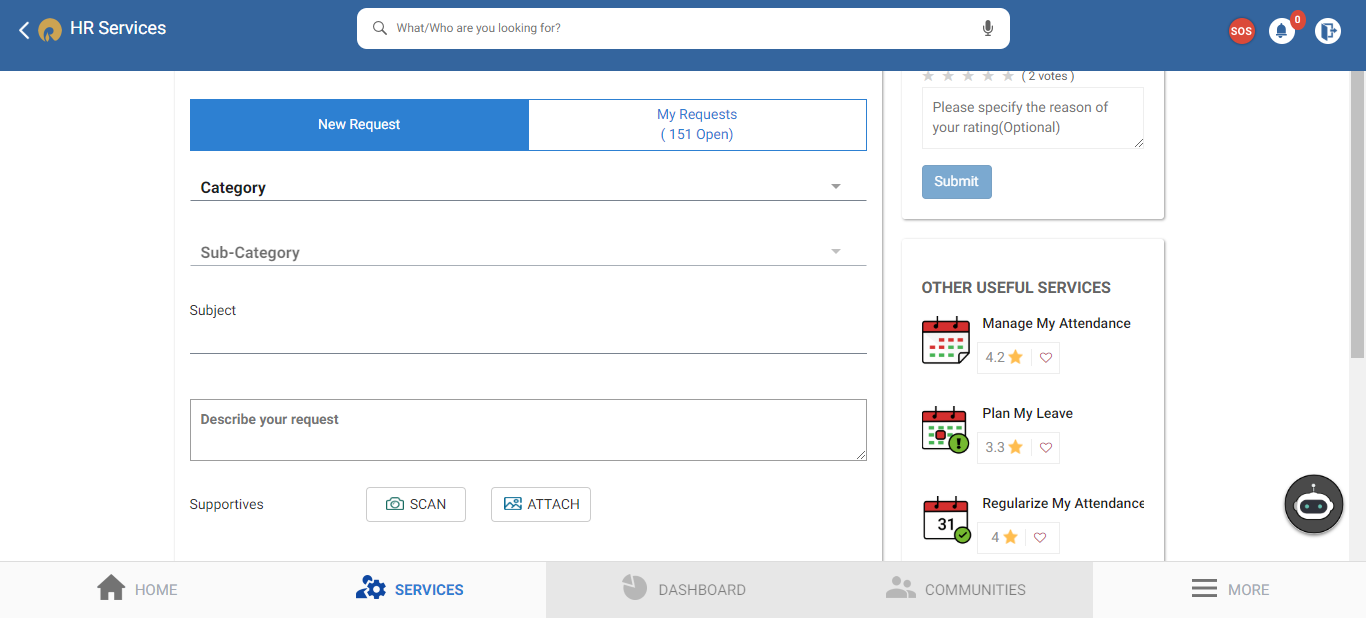 HR Services
What/Who are you looking for?
SOS
0
New Request
My Requests
( 151 Open)
Category
Sub-Category
Subject
Describe your request
Supportives
SCAN
ATTACH
( 2 votes )
Please specify the reason of
your rating(Optional)
Submit
OTHER USEFUL SERVICES
Manage My Attendance
4.2
Plan My Leave
3.3
31
Regularize My Attendance
4
HOME
SERVICES
DASHBOARD
COMMUNITIES
MORE